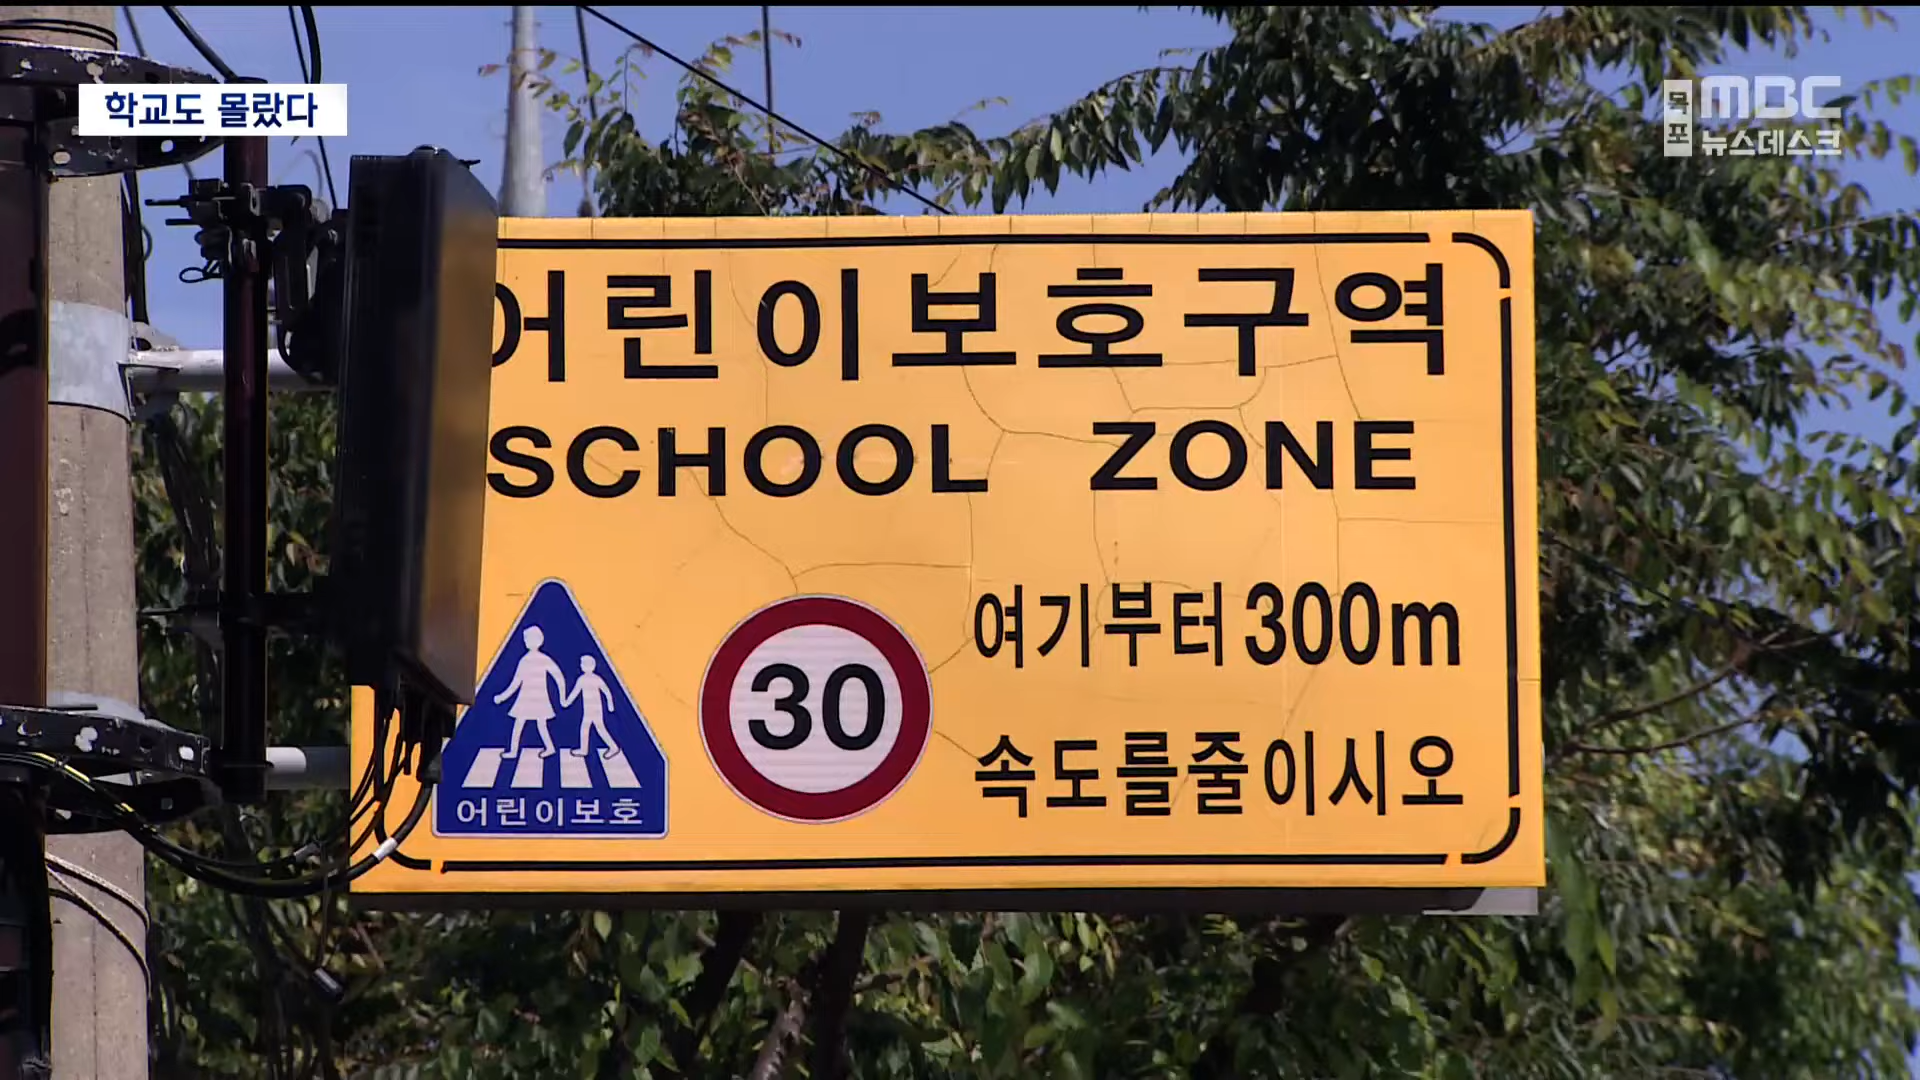 학교도 몰랐다
목포 MBC
뉴스데스크
어린이보호구역
SCHOOL ZONE
여기부터 300m
속도를줄이시오
30
어린이보호